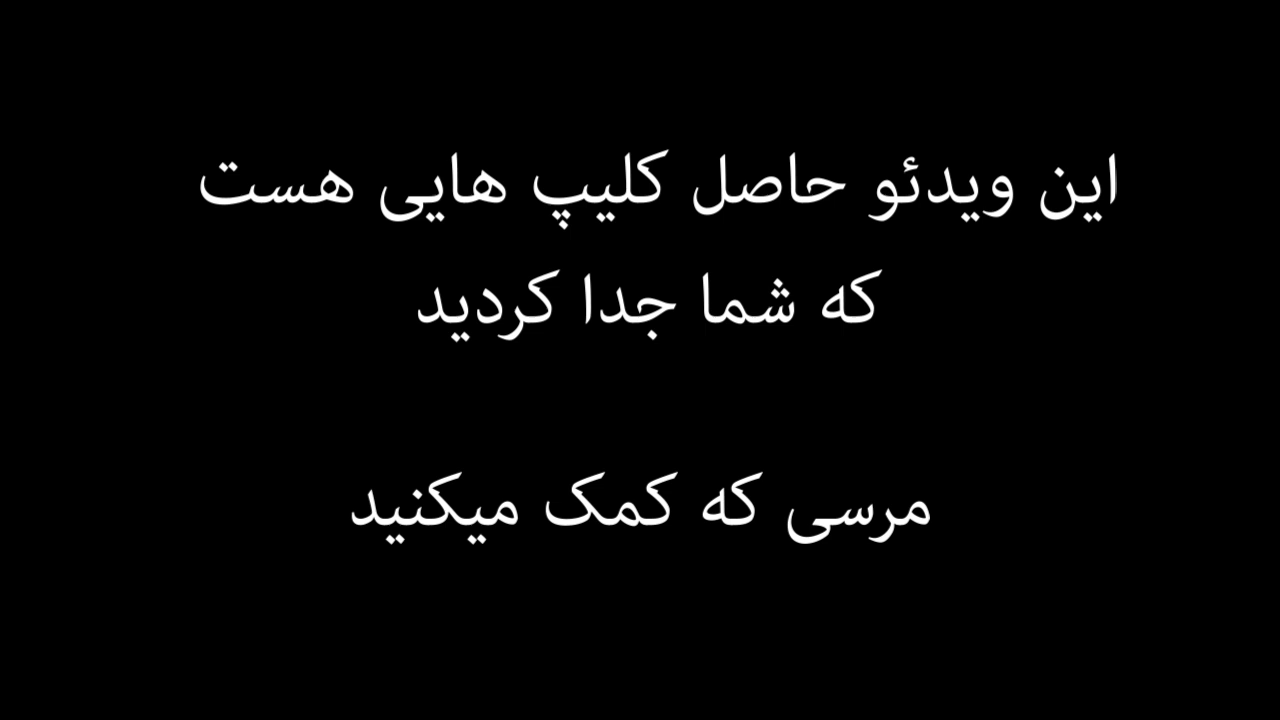 این ویدئو حاصل کلیپ هایی هست
که شما جدا کردید
مرسی که کمک میکنید